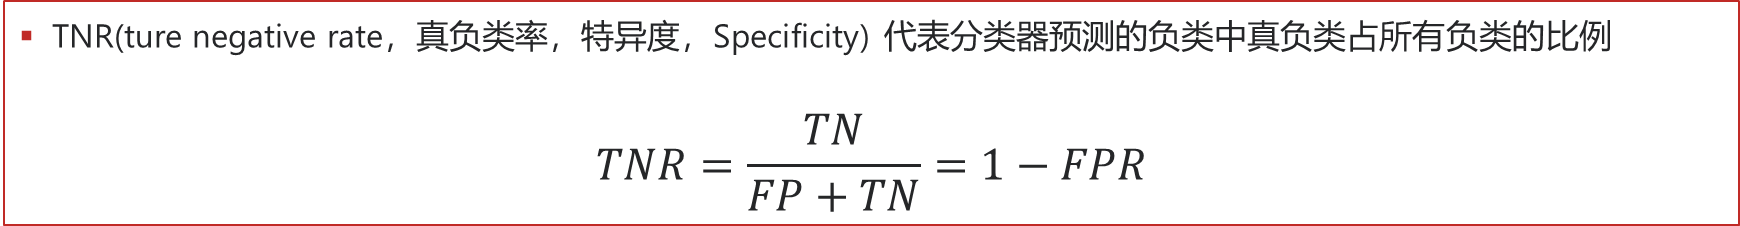 ▪ TNR(ture negative rate，真负类率，特异度，Specificity) 代表分类器预测的负类中真负类占所有负类的比例
TNR = TN / (FP + TN) = 1 − FPR